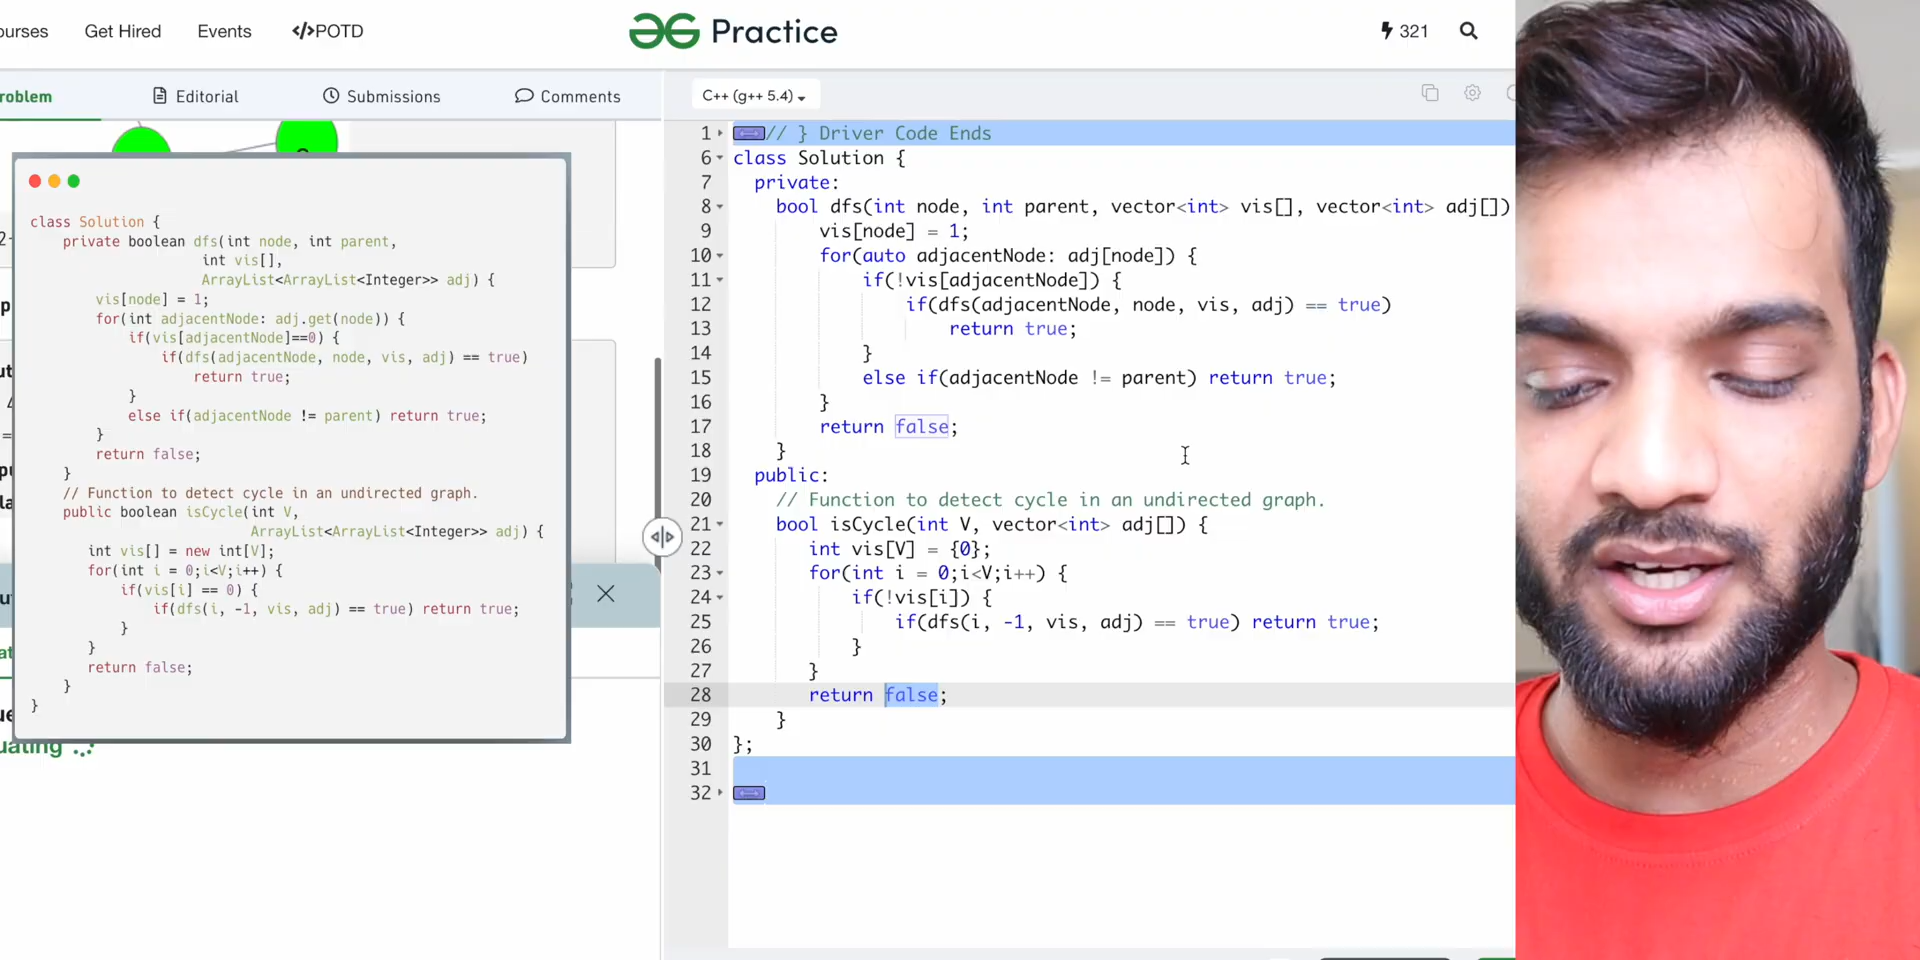 ourses
Get Hired
Events
</>POTD
Practice
321
roblem
Editorial
Submissions
Comments
C++ (g++ 5.4)
class Solution {
private boolean dfs(int node, int parent,
int vis[],
ArrayList<ArrayList<Integer>> adj) {
vis[node] = 1;
for(int adjacentNode: adj.get(node)) {
if(vis[adjacentNode]==0) {
if(dfs(adjacentNode, node, vis, adj) == true)
return true;
}
else if(adjacentNode != parent) return true;
}
return false;
}
// Function to detect cycle in an undirected graph.
public boolean isCycle(int V,
ArrayList<ArrayList<Integer>> adj) {
int vis[] = new int[V];
for(int i = 0;i<V;i++) {
if(vis[i] == 0) {
if(dfs(i, -1, vis, adj) == true) return true;
}
}
return false;
}
}
uating
1 // } Driver Code Ends
6 class Solution {
7 private:
8 bool dfs(int node, int parent, vector<int> vis[], vector<int> adj[])
9 vis[node] = 1;
10 for(auto adjacentNode: adj[node]) {
11 if(!vis[adjacentNode]) {
12 if(dfs(adjacentNode, node, vis, adj) == true)
13 return true;
14 }
15 else if(adjacentNode != parent) return true;
16 }
17 return false;
18 }
19 public:
20 // Function to detect cycle in an undirected graph.
21 bool isCycle(int V, vector<int> adj[]) {
22 int vis[V] = {0};
23 for(int i = 0;i<V;i++) {
24 if(!vis[i]) {
25 if(dfs(i, -1, vis, adj) == true) return true;
26 }
27 }
28 return false;
29 }
30 };
31
32